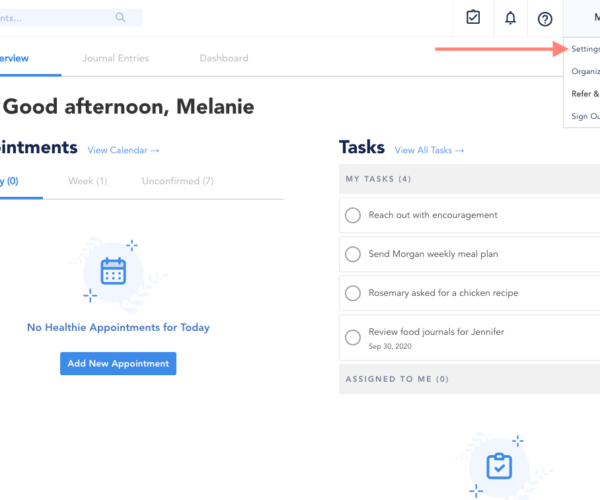 M
Settings
Overview Journal Entries Dashboard
Organiz
Refer &
Good afternoon, Melanie
Sign Ou
Appointments View Calendar →
Tasks View All Tasks →
(0) Week (1) Unconfirmed (7)
MY TASKS (4)
Reach out with encouragement
Send Morgan weekly meal plan
Rosemary asked for a chicken recipe
No Healthie Appointments for Today
Review food journals for Jennifer
Sep 30, 2020
Add New Appointment
ASSIGNED TO ME (0)